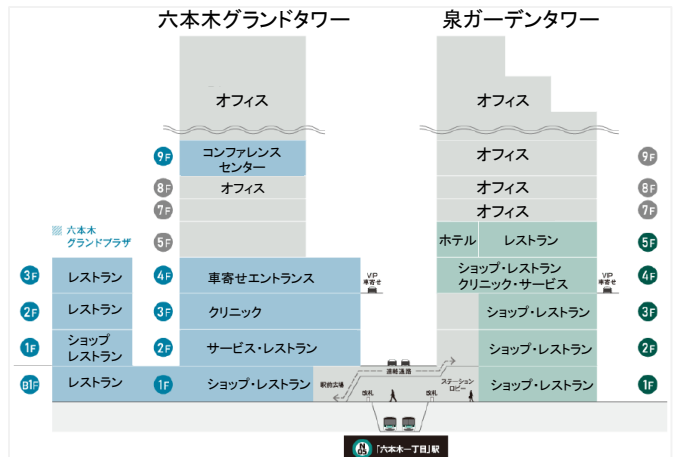 六本木グランドタワー
泉ガーデンタワー
オフィス
オフィス
9F
コンファレンス
センター
オフィス
9F
8F
オフィス
オフィス
8F
7F
オフィス
7F
六本木
グランドプラザ
5F
ホテル
レストラン
5F
3F
レストラン
4F
車寄せエントランス
VIP
車寄せ
ショップ・レストラン
クリニック・サービス
VIP
車寄せ
4F
2F
レストラン
3F
クリニック
ショップ・レストラン
3F
1F
ショップ
レストラン
2F
サービス・レストラン
ショップ・レストラン
2F
連絡通路
B1F
レストラン
1F
ショップ・レストラン
駅前広場
改札
改札
ステーション
ロビー
ショップ・レストラン
1F
N
05
「六本木一丁目」駅